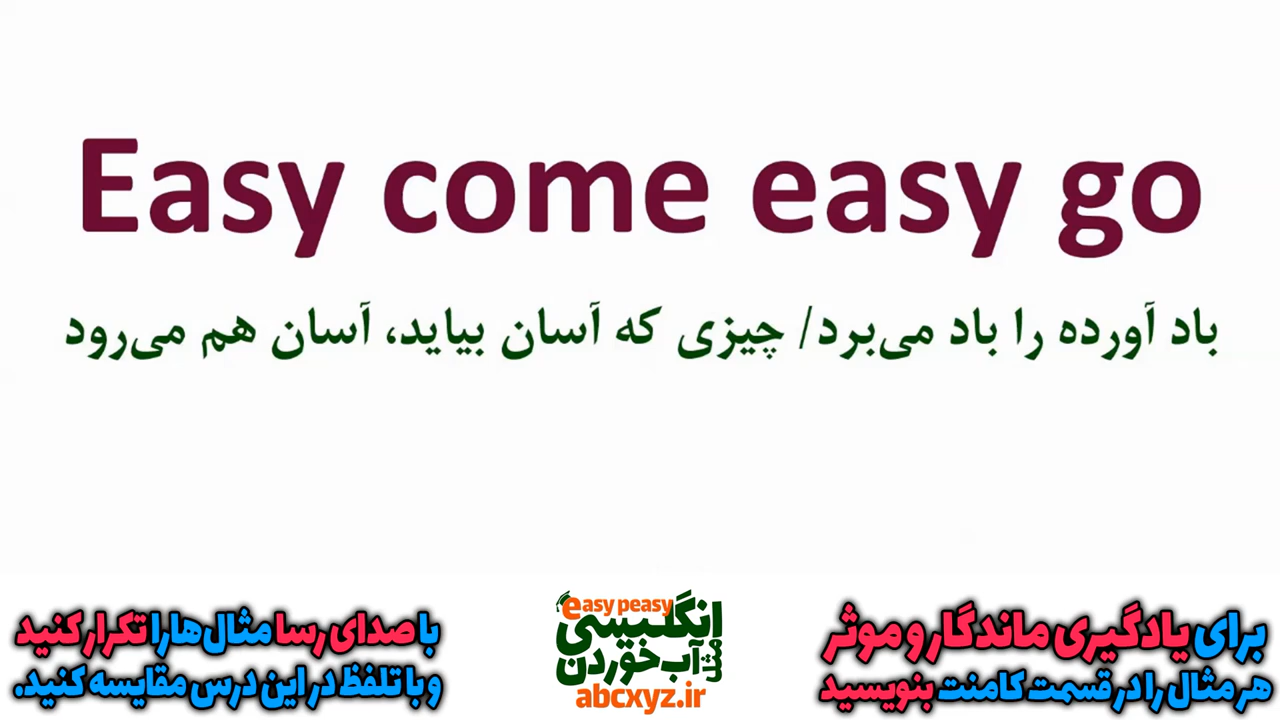 Easy come easy go
باد آورده را باد می‌برد/ چیزی که آسان بیاید، آسان هم می‌رود
برای یادگیری ماندگار و موثر
هر مثال را در قسمت کامنت بنویسید
easy peasy
انگلیسی
مثل آب خوردن
abcxyz.ir
با صدای رسا مثال‌ها را تکرار کنید
و با تلفظ در این درس مقایسه کنید.